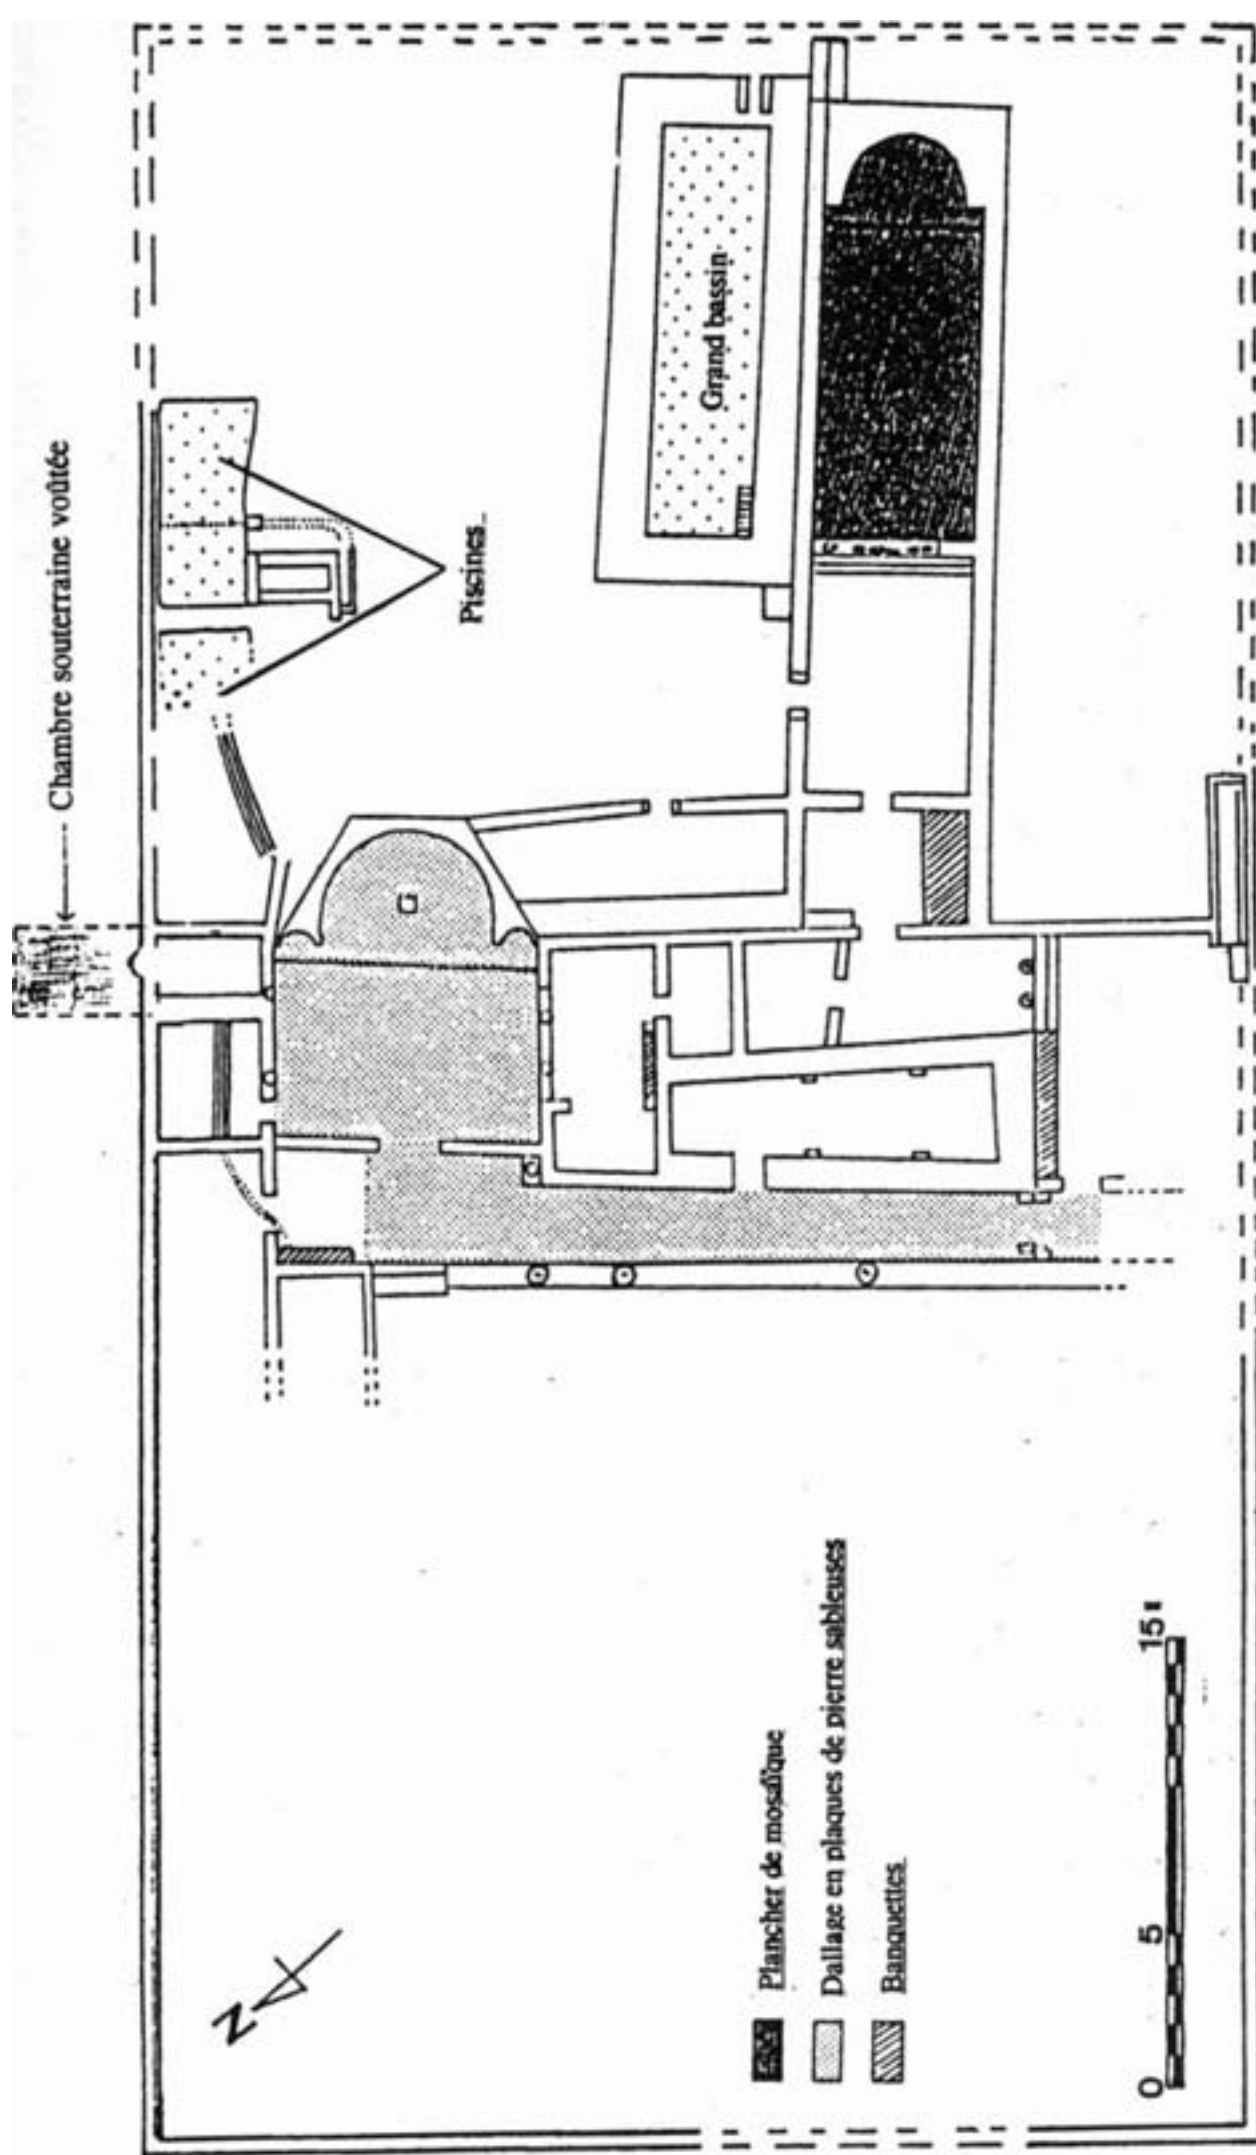 Chambre souterraine voûtée
Piscines
Grand bassin
N
Plancher de mosaïque
Dallage en plaques de pierre sableuses
Banquettes
0 5 15 m